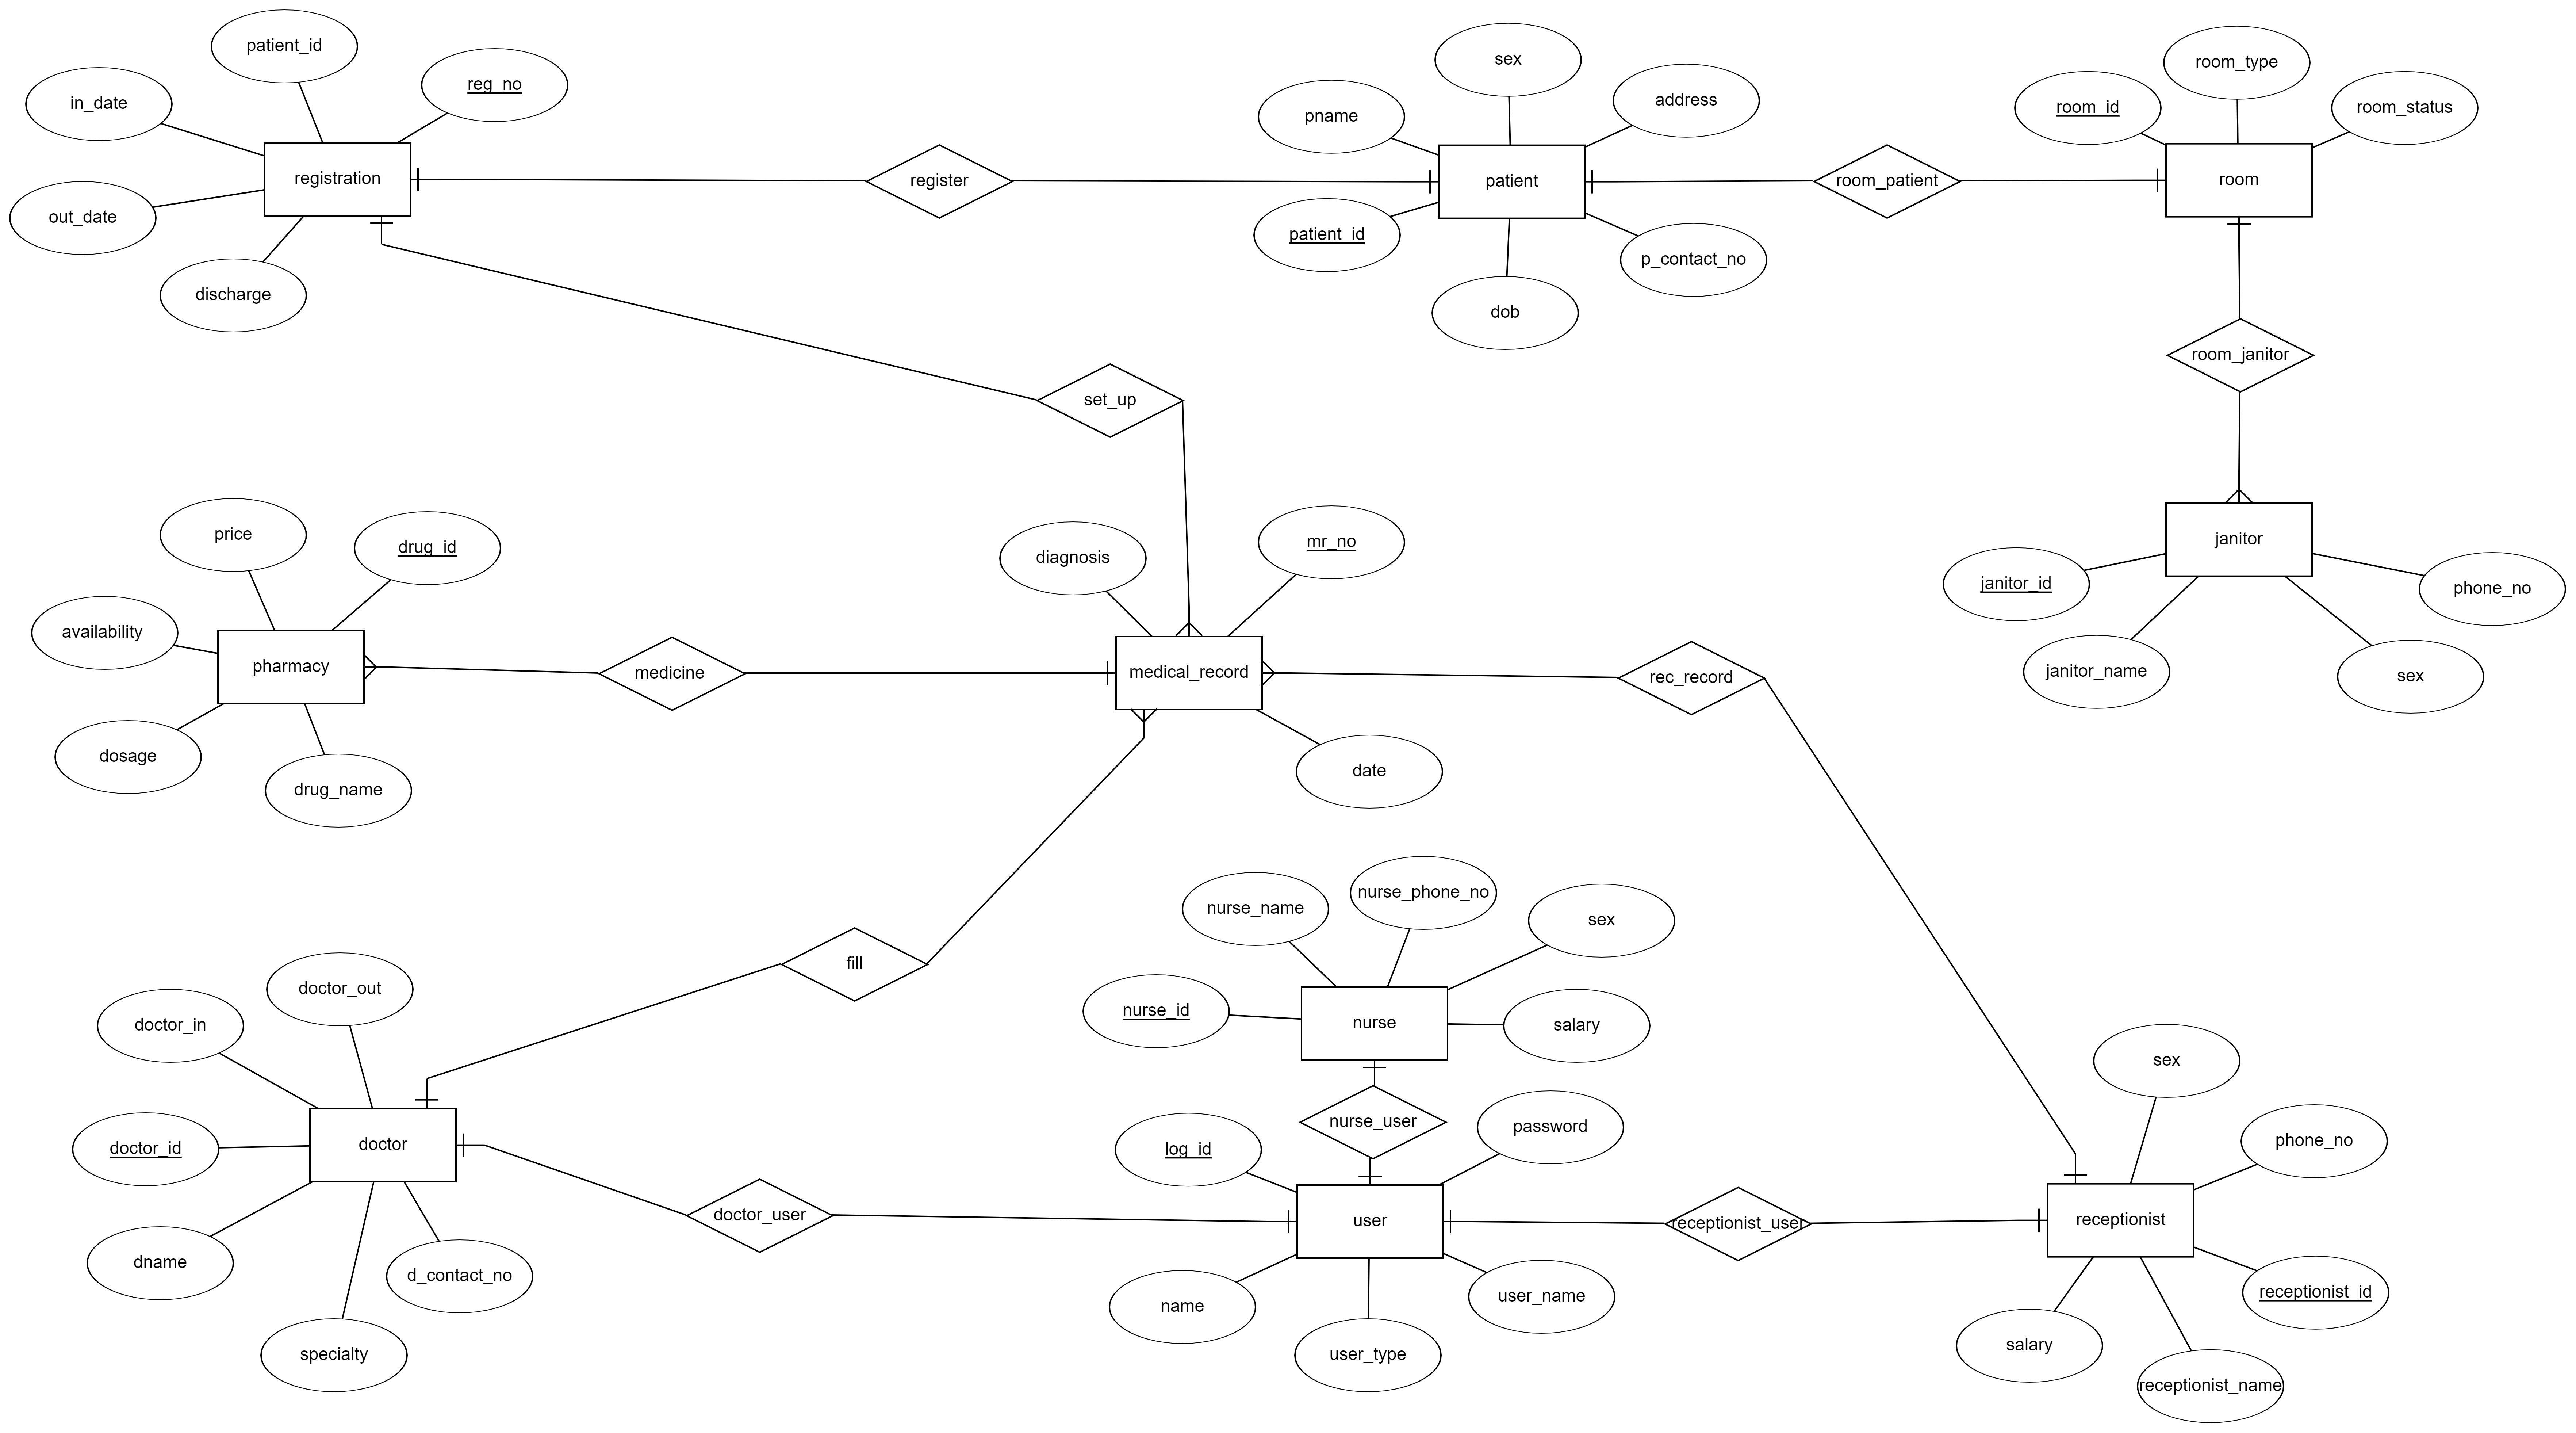 patient_id
reg_no
in_date
registration
out_date
discharge
register
sex
pname
address
patient
patient_id
p_contact_no
dob
room_patient
room_type
room_id
room_status
room
room_janitor
set_up
janitor
janitor_id
phone_no
janitor_name
sex
price
drug_id
availability
pharmacy
dosage
drug_name
medicine
diagnosis
mr_no
medical_record
date
rec_record
fill
nurse_name
nurse_phone_no
sex
nurse_id
nurse
salary
nurse_user
doctor_out
doctor_in
doctor_id
doctor
dname
d_contact_no
specialty
doctor_user
log_id
password
user
name
user_type
user_name
receptionist_user
sex
phone_no
receptionist
receptionist_id
salary
receptionist_name